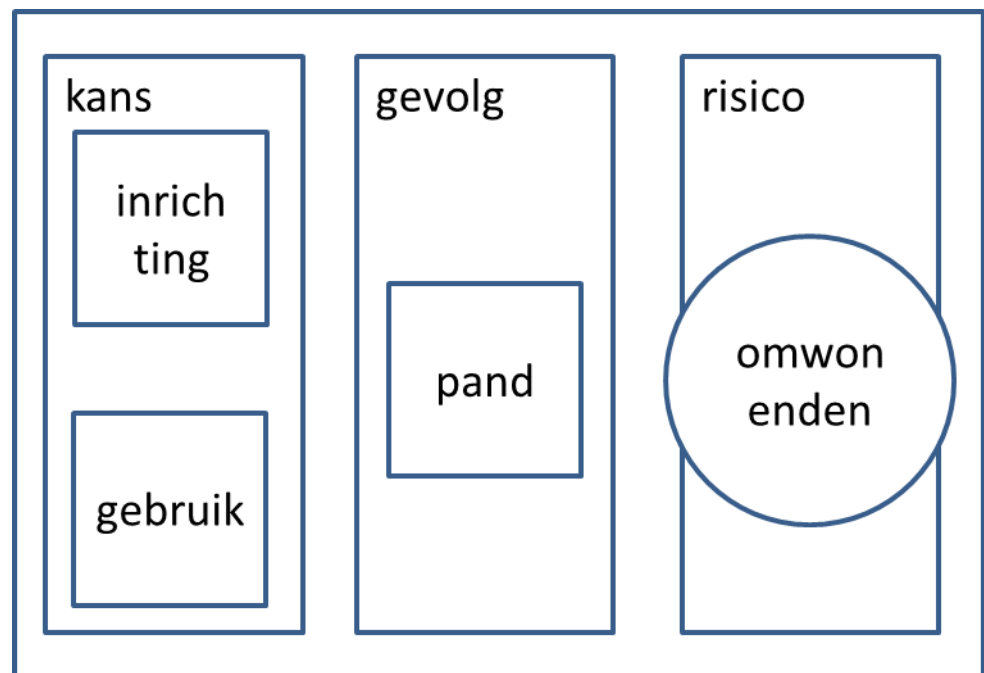 kans
inrich
ting
gebruik
gevolg
pand
risico
omwon
enden